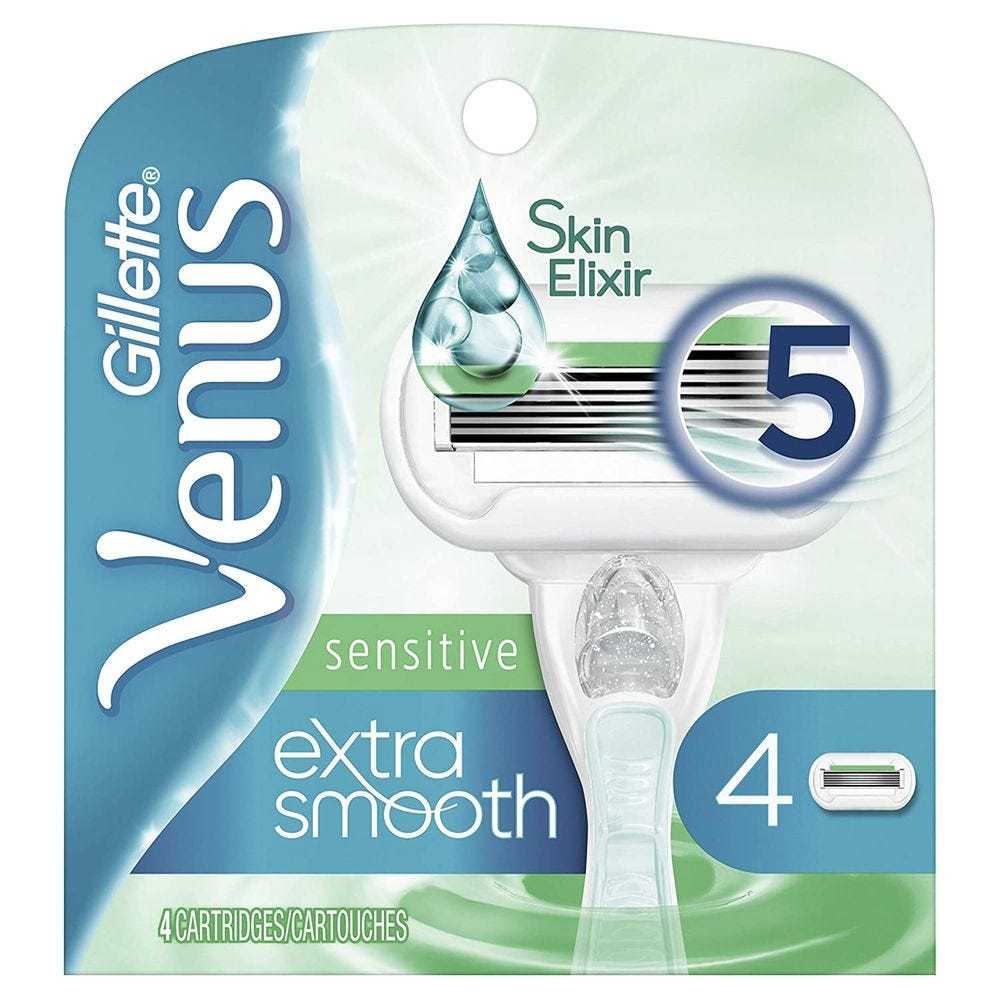 Gillette®
Venus
Skin
Elixir
5
sensitive
extra
smooth
4
4 CARTRIDGES/CARTOUCHES